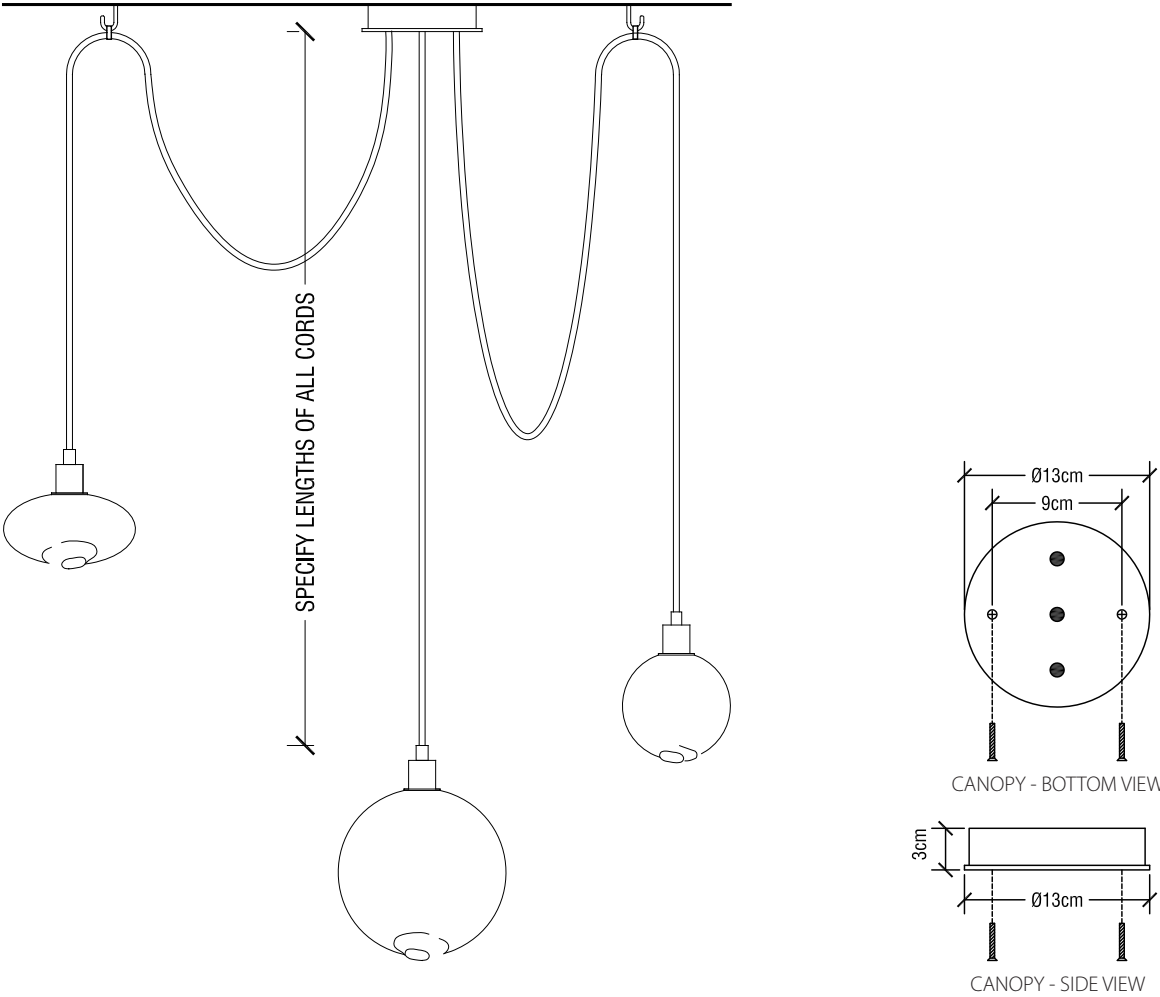 SPECIFY LENGTHS OF ALL CORDS
Ø13cm
9cm
CANOPY - BOTTOM VIEW
3cm
Ø13cm
CANOPY - SIDE VIEW